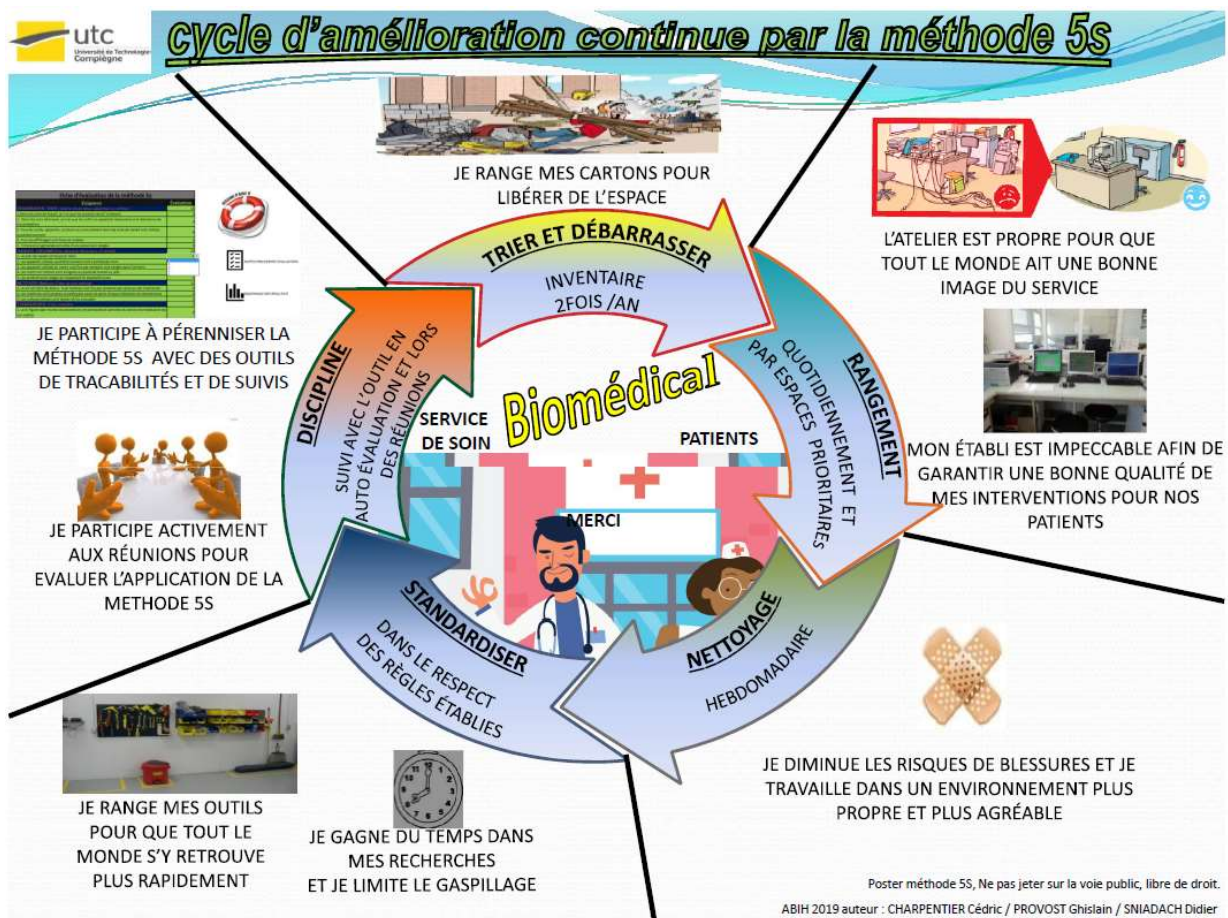 utc
Université de Technologie
Compiègne
cycle d'amélioration continue par la méthode 5s
JE RANGE MES CARTONS POUR
LIBÉRER DE L'ESPACE
TRIER ET DÉBARRASSER
INVENTAIRE
2FOIS /AN
L'ATELIER EST PROPRE POUR QUE
TOUT LE MONDE AIT UNE BONNE
IMAGE DU SERVICE
RANGEMENT
QUOTIDIENNEMENT ET
PAR ESPACES PRIORITAIRES
MON ÉTABLI EST IMPECCABLE AFIN DE
GARANTIR UNE BONNE QUALITÉ DE
MES INTERVENTIONS POUR NOS
PATIENTS
NETTOYAGE
HEBDOMADAIRE
JE DIMINUE LES RISQUES DE BLESSURES ET JE
TRAVAILLE DANS UN ENVIRONNEMENT PLUS
PROPRE ET PLUS AGRÉABLE
STANDARDISER
DANS LE RESPECT
DES RÈGLES ÉTABLIES
JE RANGE MES OUTILS
POUR QUE TOUT LE
MONDE S'Y RETROUVE
PLUS RAPIDEMENT
JE GAGNE DU TEMPS DANS
MES RECHERCHES
ET JE LIMITE LE GASPILLAGE
DISCIPLINE
SUIVI AVEC L'OUTIL EN
AUTO ÉVALUATION ET LORS
DES RÉUNIONS
JE PARTICIPE À PÉRENNISER LA
MÉTHODE 5S AVEC DES OUTILS
DE TRACABILITÉS ET DE SUIVIS
JE PARTICIPE ACTIVEMENT
AUX RÉUNIONS POUR
EVALUER L'APPLICATION DE LA
METHODE 5S
Biomédical
SERVICE
DE SOIN
PATIENTS
MERCI
Poster méthode 5S, Ne pas jeter sur la voie public, libre de droit.
ABIH 2019 auteur : CHARPENTIER Cédric / PROVOST Ghislain / SNIADACH Didier